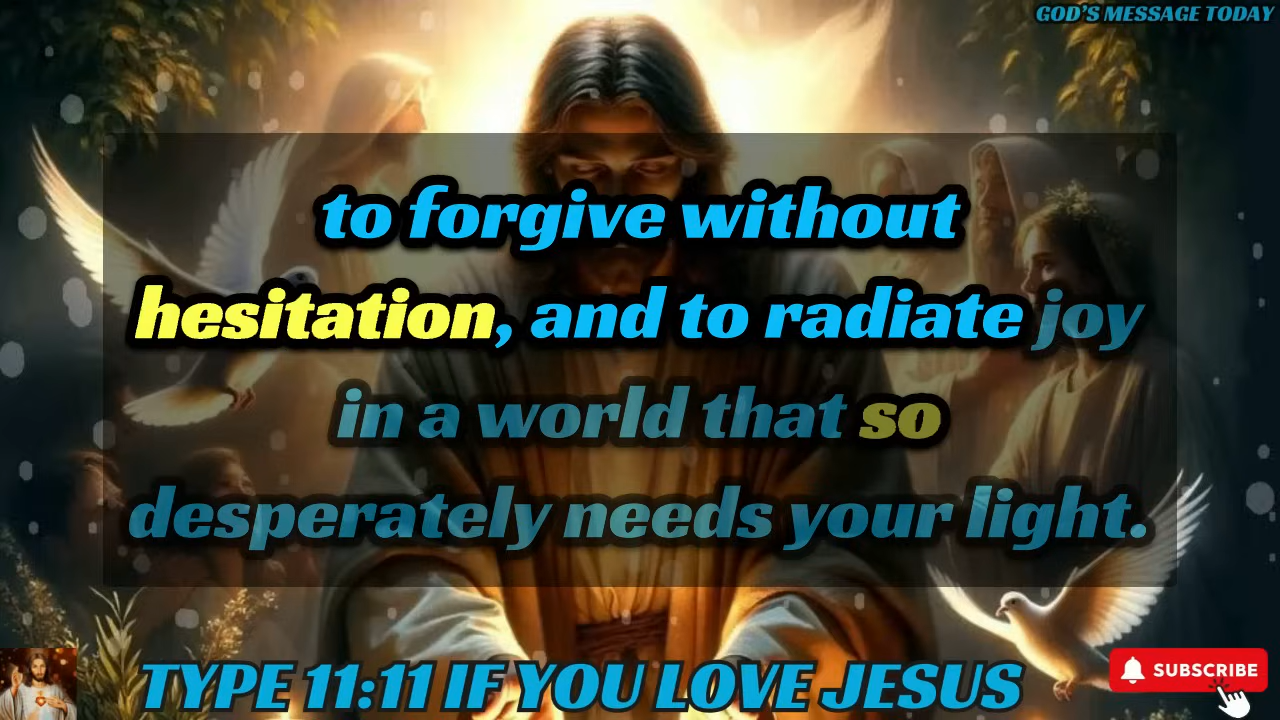 GOD'S MESSAGE TODAY
to forgive without
hesitation, and to radiate joy
in a world that so
desperately needs your light.
TYPE 11:11 IF YOU LOVE JESUS
SUBSCRIBE